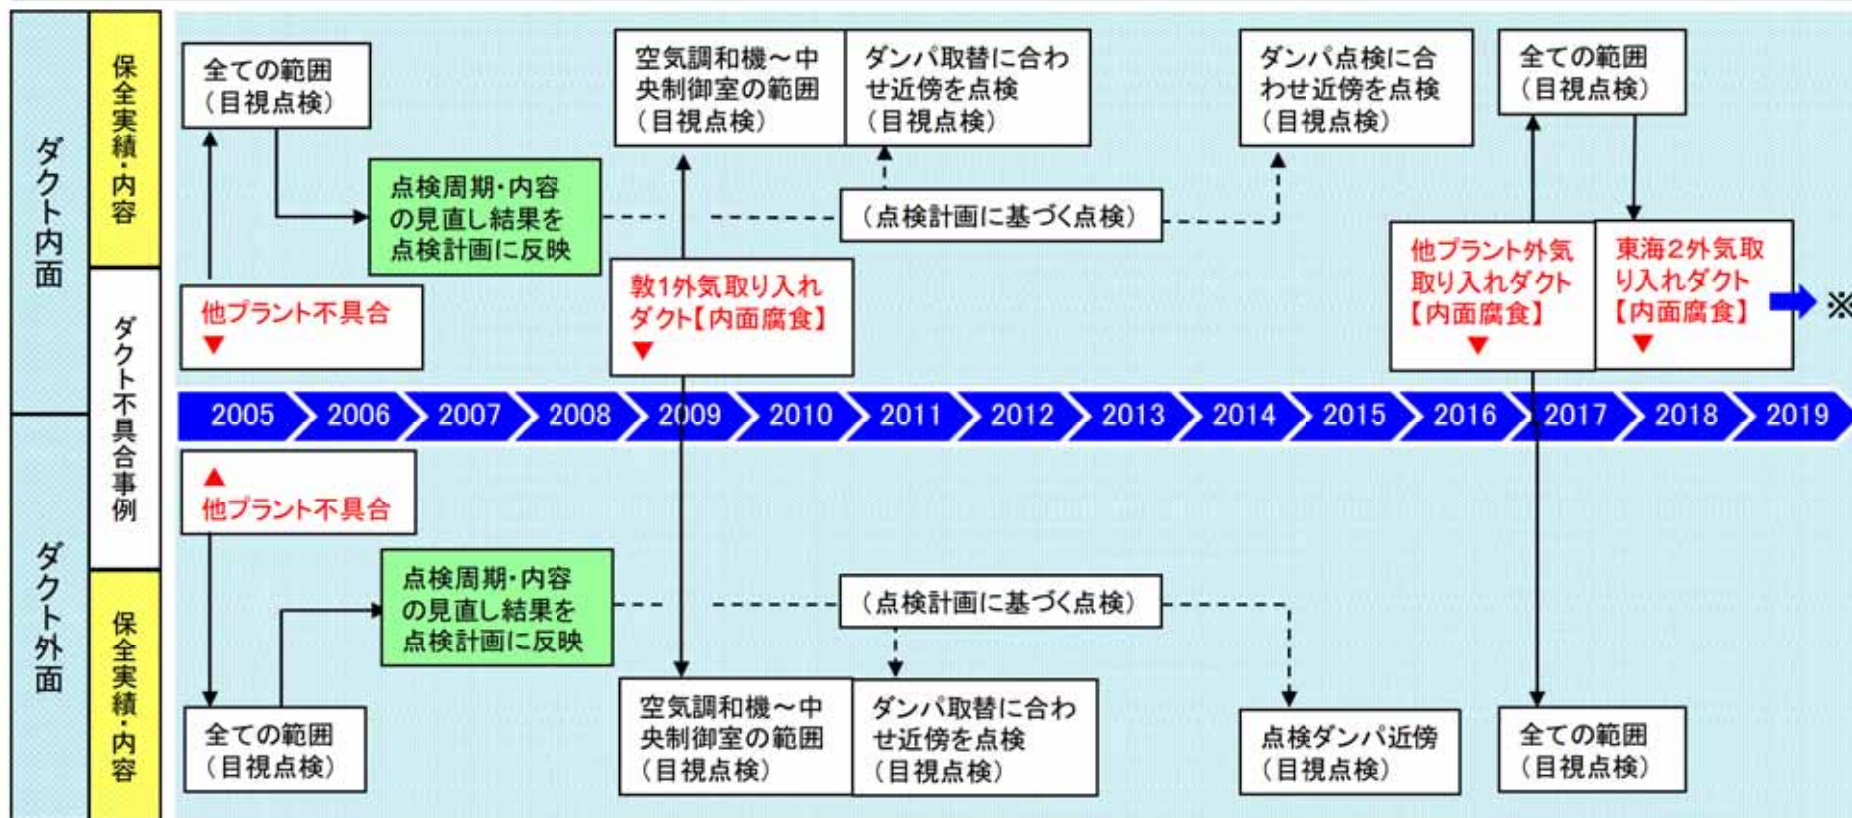 ダクト内面
ダクト外面
保全実績・内容
ダクト不具合事例
保全実績・内容
全ての範囲
（目視点検）
点検周期・内容
の見直し結果を
点検計画に反映
他プラント不具合
▼
空気調和機～中
央制御室の範囲
（目視点検）
ダンパ取替に合わ
せ近傍を点検
（目視点検）
（点検計画に基づく点検）
敦1外気取り入れ
ダクト【内面腐食】
▼
ダンパ点検に合
わせ近傍を点検
（目視点検）
全ての範囲
（目視点検）
他プラント外気
取り入れダクト
【内面腐食】
▼
東海２外気取
り入れダクト
【内面腐食】
▼
※
2005 2006 2007 2008 2009 2010 2011 2012 2013 2014 2015 2016 2017 2018 2019
▲
他プラント不具合
点検周期・内容
の見直し結果を
点検計画に反映
（点検計画に基づく点検）
全ての範囲
（目視点検）
空気調和機～中
央制御室の範囲
（目視点検）
ダンパ取替に合わ
せ近傍を点検
（目視点検）
点検ダンパ近傍
（目視点検）
全ての範囲
（目視点検）